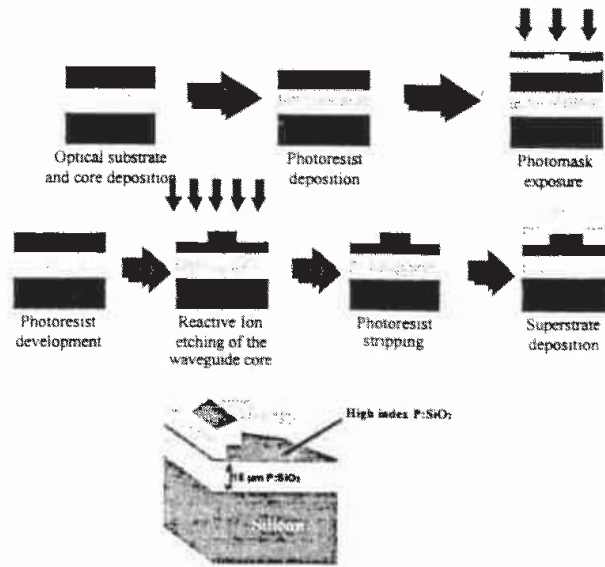 Optical substrate
and core deposition
Photoresist
deposition
Photomask
exposure
Photoresist
development
Reactive Ion
etching of the
waveguide core
Photoresist
stripping
Superstrate
deposition
High index P:SiO₂
μm P:SiO₂
Silicon